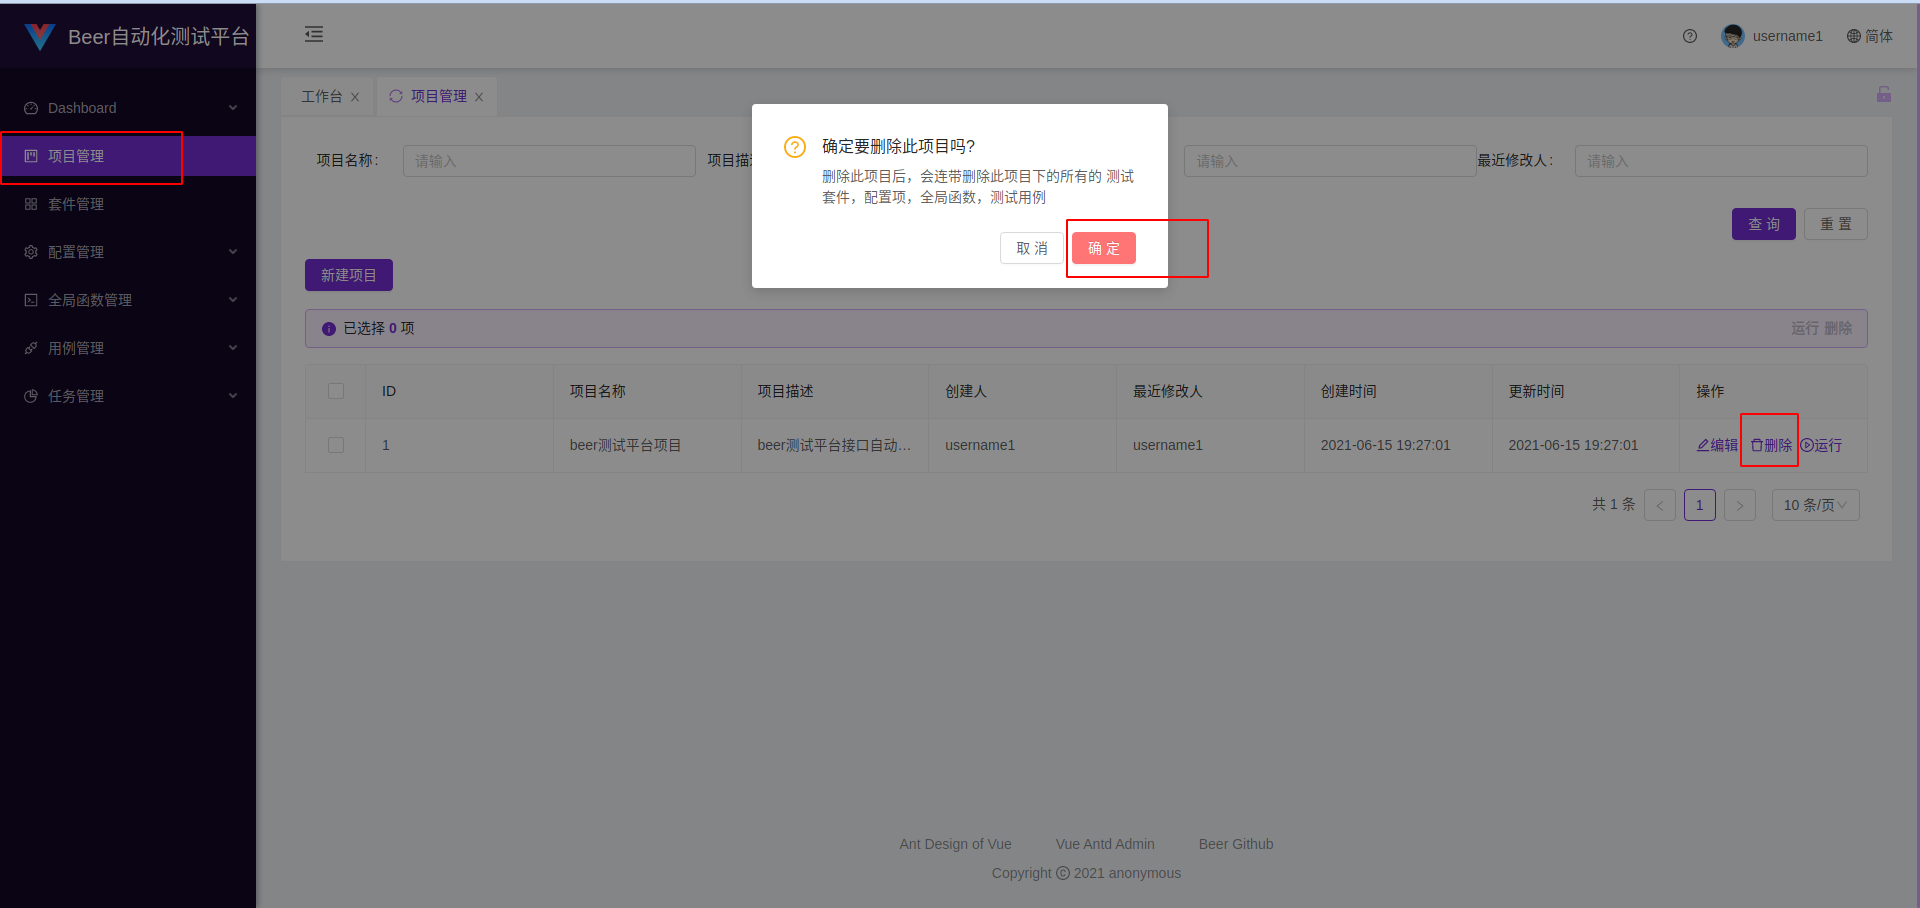 Beer自动化测试平台
username1
简体
Dashboard
项目管理
套件管理
配置管理
全局函数管理
用例管理
任务管理
工作台
项目管理
项目名称:
请输入
项目描述
请输入
最近修改人:
请输入
查 询
重 置
确定要删除此项目吗?
删除此项目后，会连带删除此项目下的所有的 测试
套件，配置项，全局函数，测试用例
取 消
确 定
新建项目
已选择 0 项
运行 删除
ID
项目名称
项目描述
创建人
最近修改人
创建时间
更新时间
操作
1
beer测试平台项目
beer测试平台接口自动…
username1
username1
2021-06-15 19:27:01
2021-06-15 19:27:01
编辑
删除
运行
共 1 条
1
10 条/页
Ant Design of Vue
Vue Antd Admin
Beer Github
Copyright © 2021 anonymous